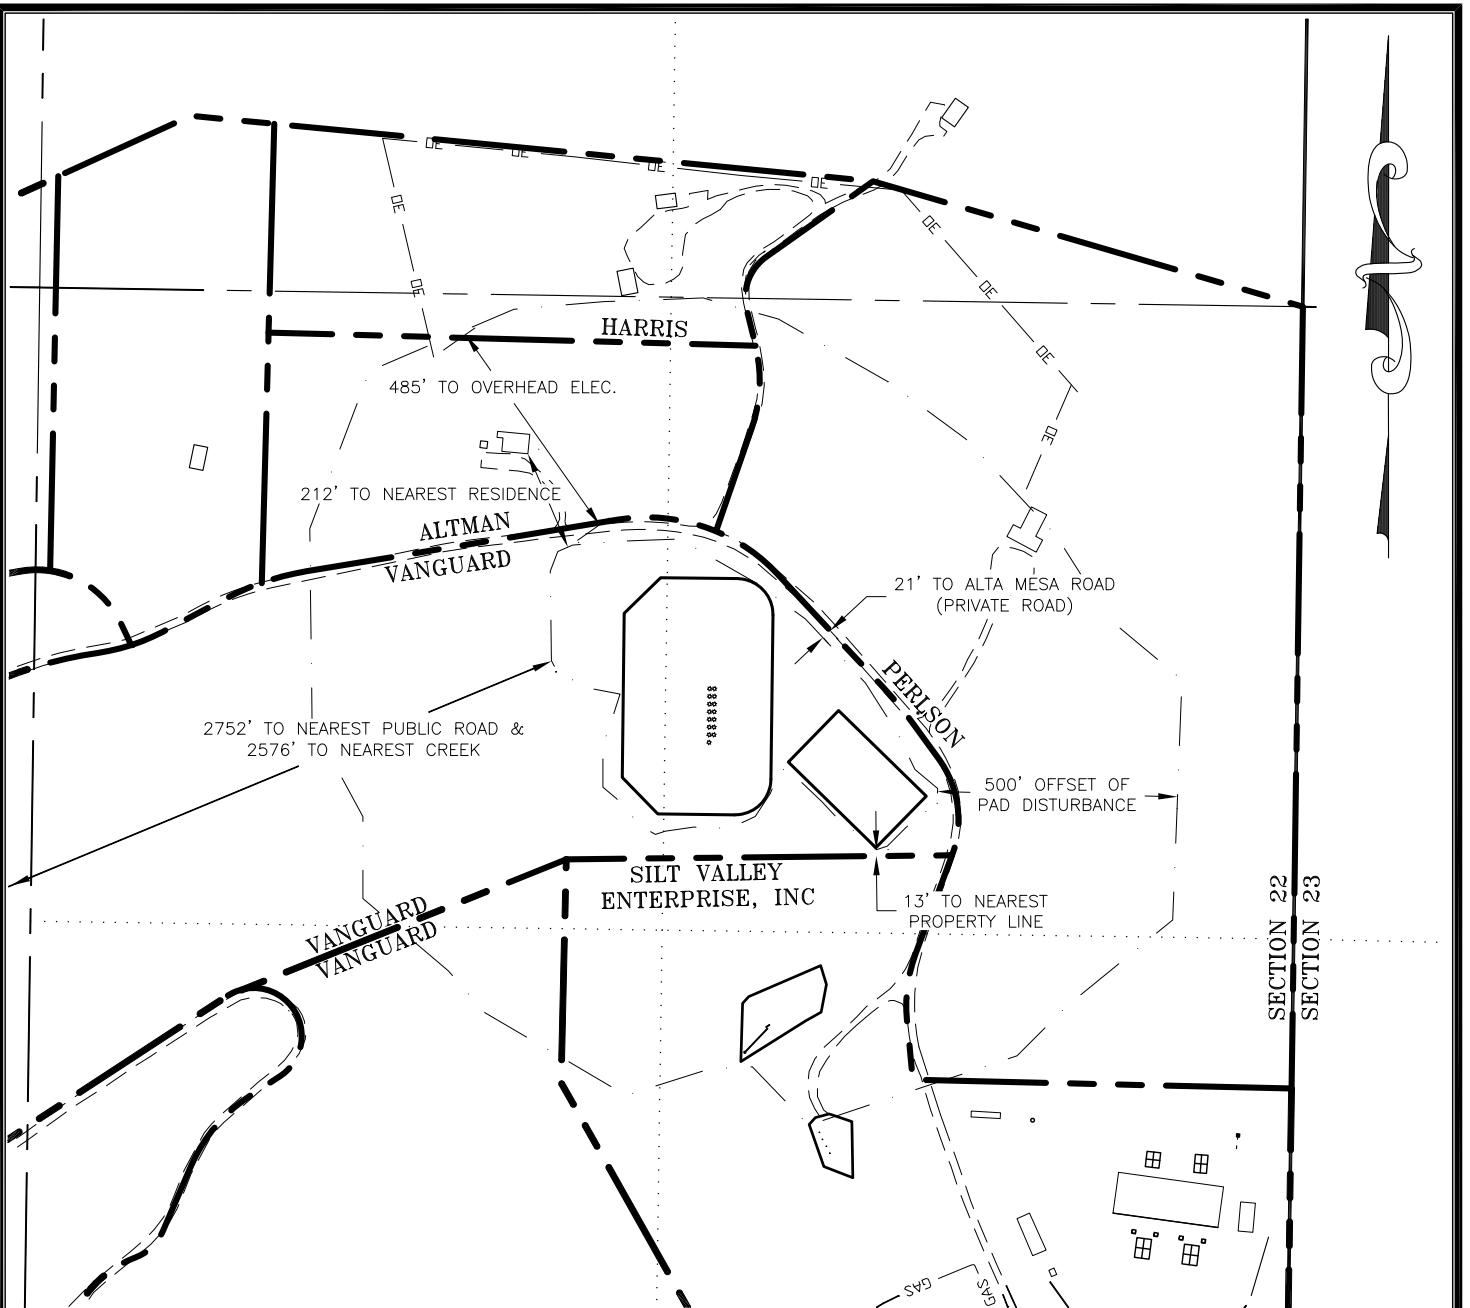 OE
OE
OE
OE
OE
OE
OE
OE
OE
OE
HARRIS
485' TO OVERHEAD ELEC.
212' TO NEAREST RESIDENCE
ALTMAN
VANGUARD
21' TO ALTA MESA ROAD
(PRIVATE ROAD)
PERLSON
2752' TO NEAREST PUBLIC ROAD &
2576' TO NEAREST CREEK
500' OFFSET OF
PAD DISTURBANCE
SILT VALLEY
ENTERPRISE, INC
13' TO NEAREST
PROPERTY LINE
VANGUARD
VANGUARD
SECTION 22
SECTION 23
GAS
GAS